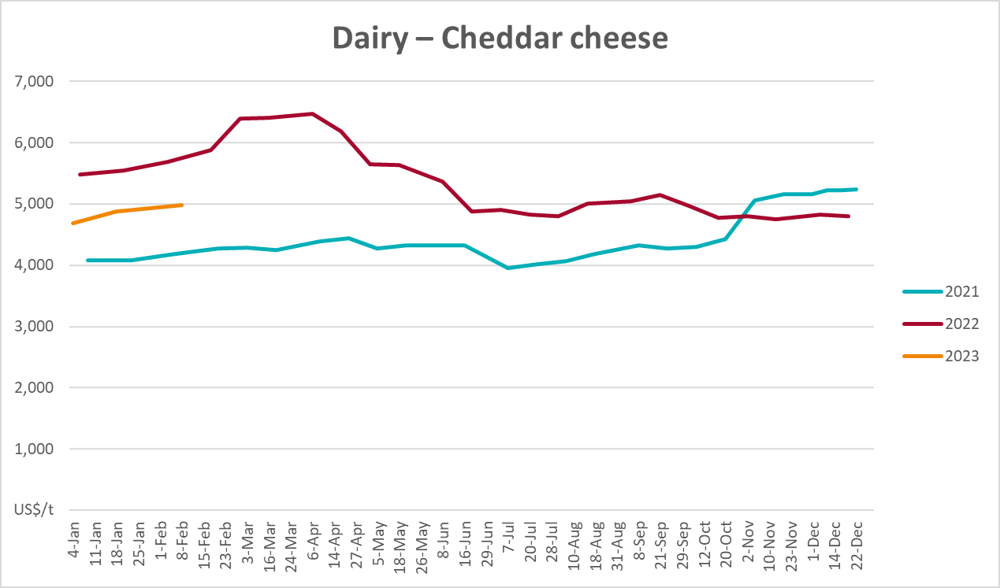 Dairy – Cheddar cheese
7,000
6,000
5,000
4,000
3,000
2,000
1,000
US$/t
4-Jan
11-Jan
18-Jan
25-Jan
1-Feb
8-Feb
15-Feb
23-Feb
3-Mar
16-Mar
24-Mar
6-Apr
14-Apr
27-Apr
5-May
18-May
26-May
8-Jun
16-Jun
29-Jun
7-Jul
20-Jul
28-Jul
10-Aug
18-Aug
31-Aug
8-Sep
21-Sep
29-Sep
12-Oct
20-Oct
2-Nov
10-Nov
23-Nov
1-Dec
14-Dec
22-Dec
2021
2022
2023